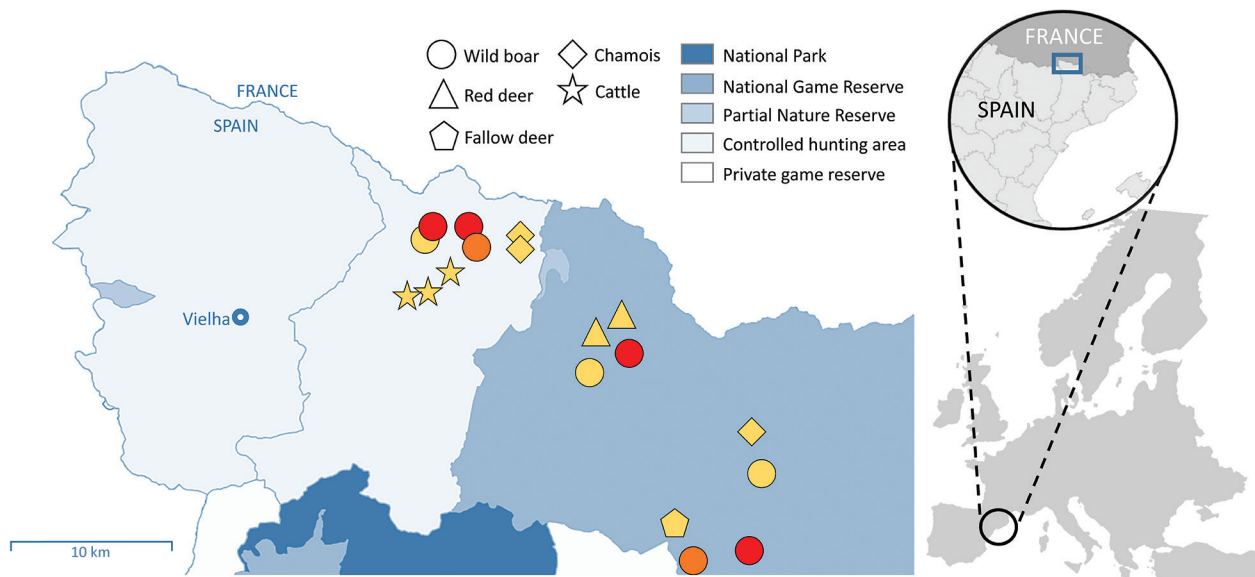 Wild boar
Red deer
Fallow deer
Chamois
Cattle
National Park
National Game Reserve
Partial Nature Reserve
Controlled hunting area
Private game reserve
FRANCE
SPAIN
Vielha
10 km
FRANCE
SPAIN